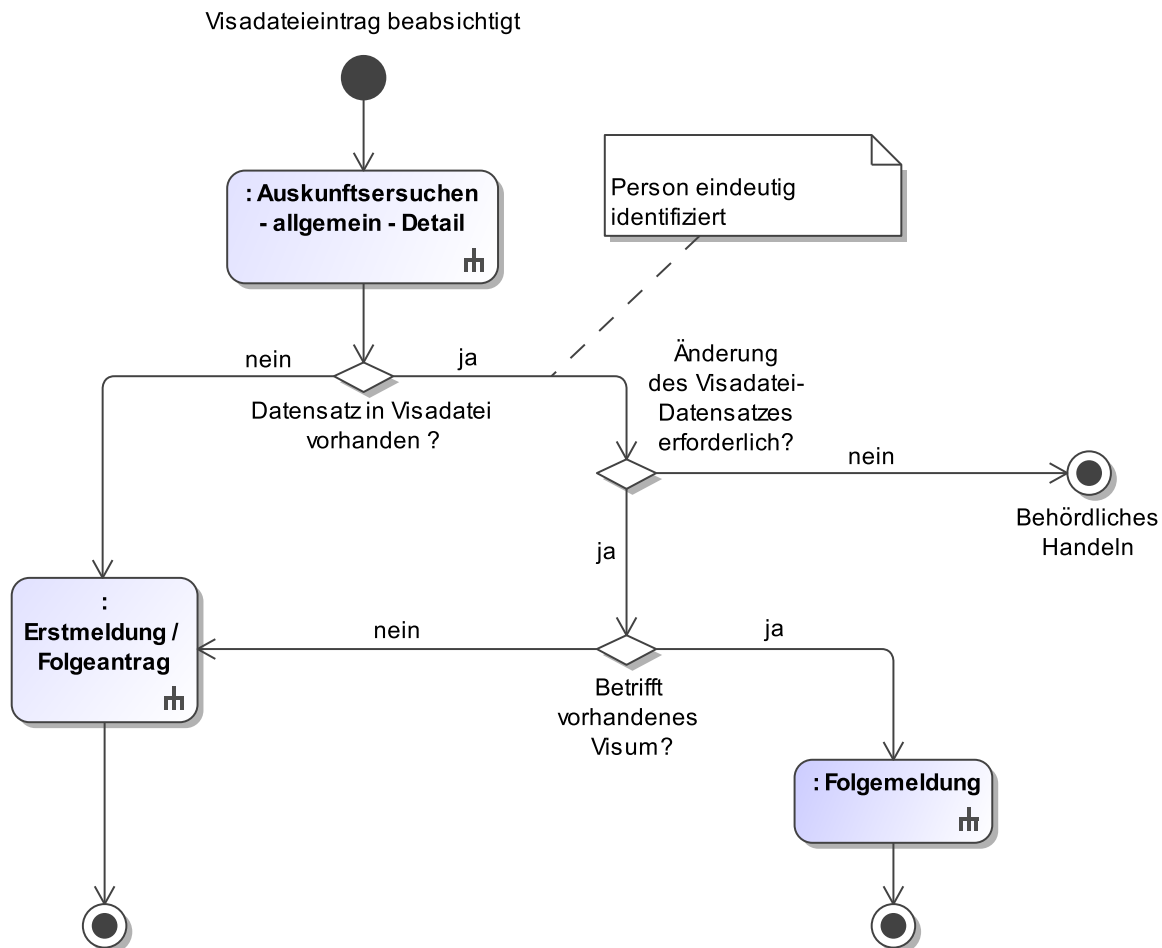 Visadateieintrag beabsichtigt
: Auskunftsersuchen
- allgemein - Detail
Person eindeutig
identifiziert
nein
ja
Datensatz in Visadatei
vorhanden ?
Änderung
des Visadatei-
Datensatzes
erforderlich?
nein
Behördliches
Handeln
ja
:
Erstmeldung /
Folgeantrag
nein
ja
Betrifft
vorhandenes
Visum?
: Folgemeldung